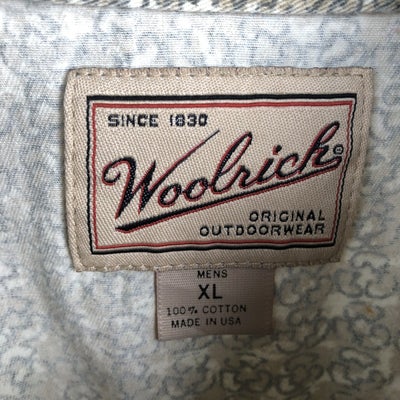 SINCE 1830
Woolrich®
ORIGINAL
OUTDOORWEAR
MENS
XL
100% COTTON
MADE IN USA